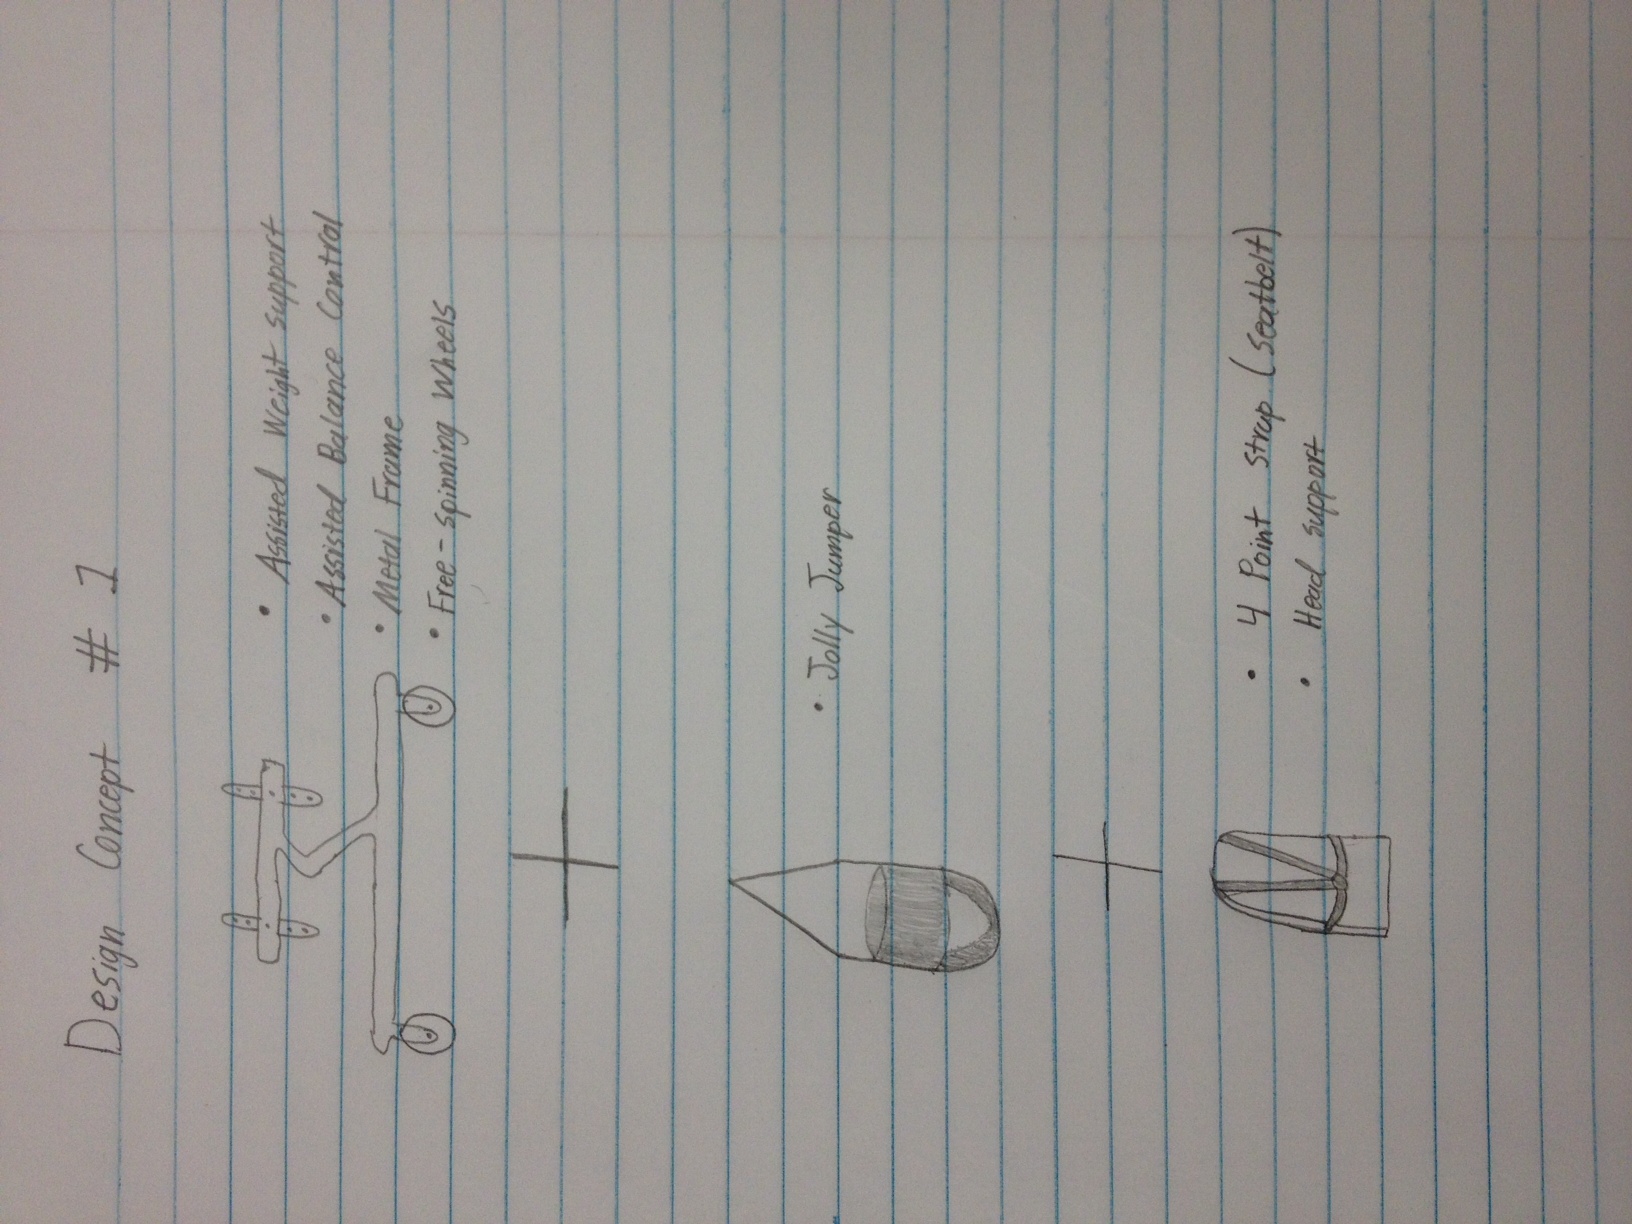 Design Concept # 1
• Assisted Weight support
• Assisted Balance Control
• Metal Frame
• Free-spinning Wheels
• Jolly Jumper
• 4 Point Strap (seatbelt)
• Head support